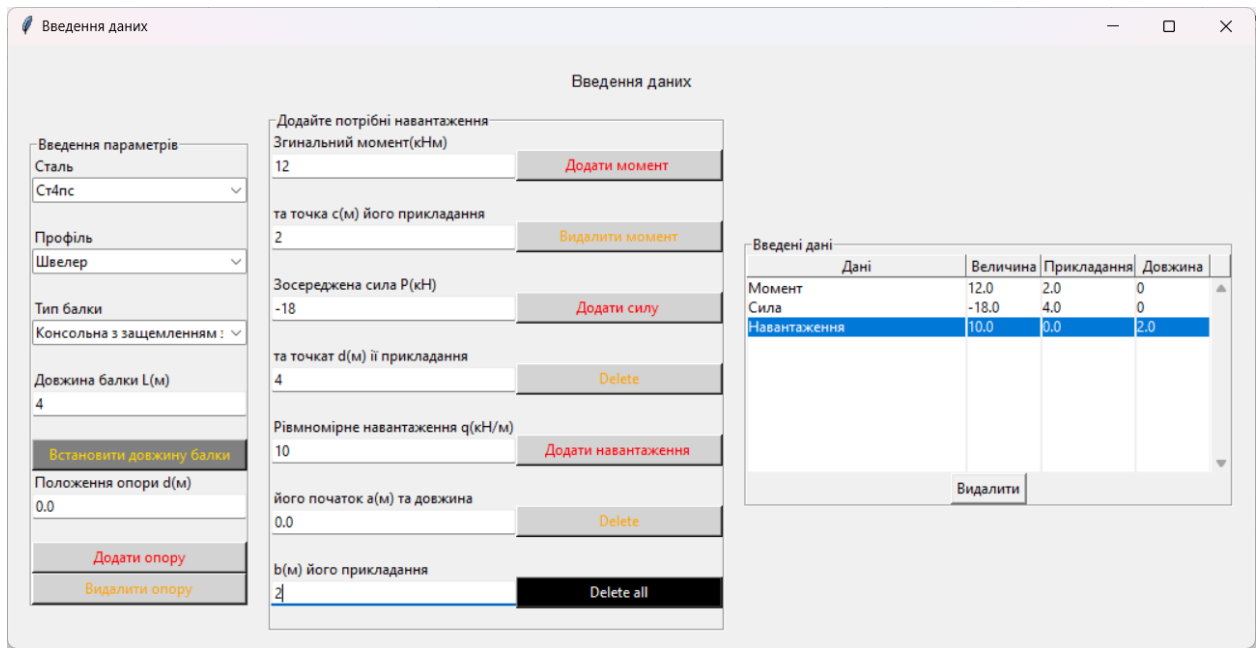 Введення даних
Введення даних
Введення параметрів
Сталь
Ст4пс
Профіль
Швелер
Тип балки
Консольна з защемленням :
Довжина балки L(м)
4
Встановити довжину балки
Положення опори d(м)
0.0
Додати опору
Видалити опору
Додайте потрібні навантаження
Згинальний момент(кНм)
12 Додати момент
та точка c(м) його прикладання
2 Видалити момент
Зосереджена сила P(кН)
-18 Додати силу
та точкат d(м) її прикладання
4 Delete
Рівмномірне навантаження q(кН/м)
10 Додати навантаження
його початок a(м) та довжина
0.0 Delete
b(м) його прикладання
2 Delete all
Введені дані
Дані Величина Прикладання Довжина
Момент 12.0 2.0 0
Сила -18.0 4.0 0
Навантаження 10.0 0.0 2.0
Видалити